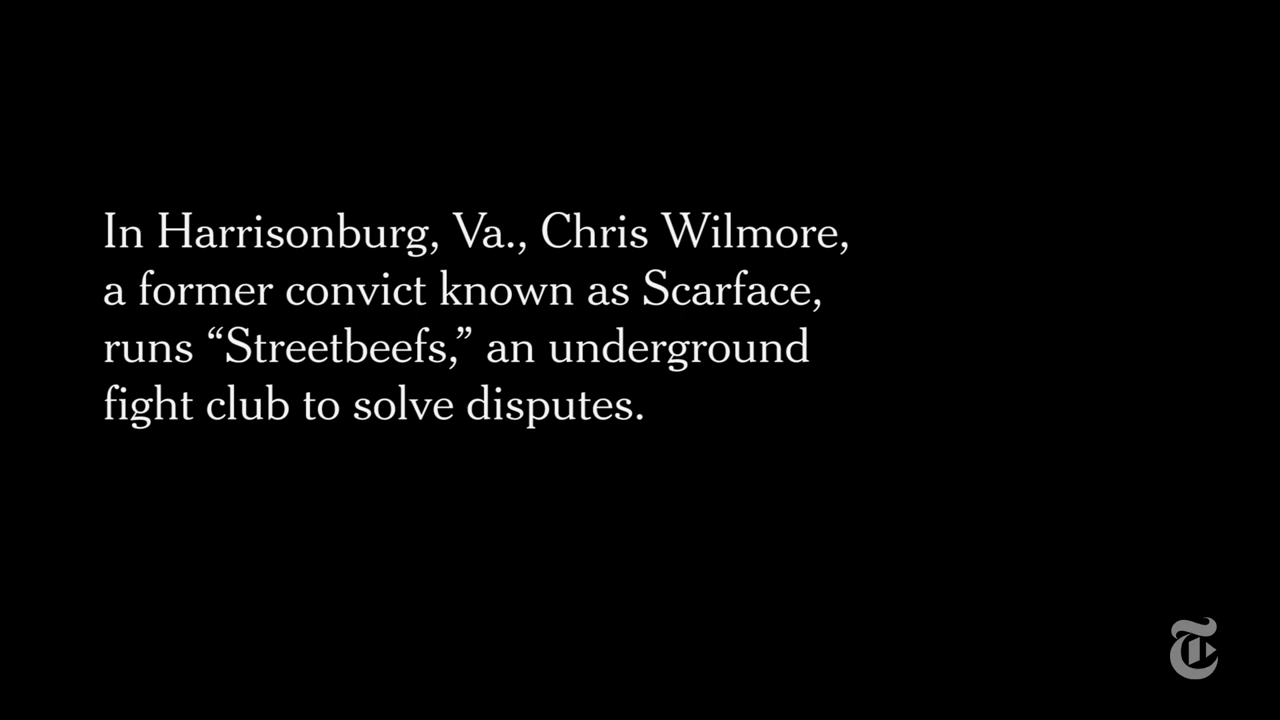 In Harrisonburg, Va., Chris Wilmore,
a former convict known as Scarface,
runs “Streetbeefs,” an underground
fight club to solve disputes.
T